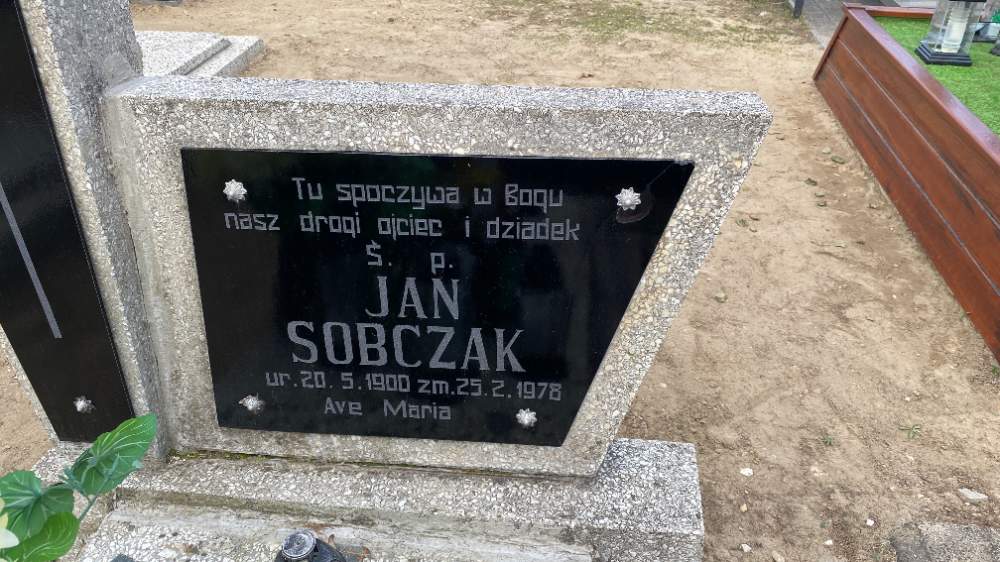 Tu spoczywa w Bogu
nasz drogi ojciec i dziadek
Ś. p.
JAN
SOBCZAK
ur. 20. 5. 1900 zm. 25. 2. 1978
Ave Maria